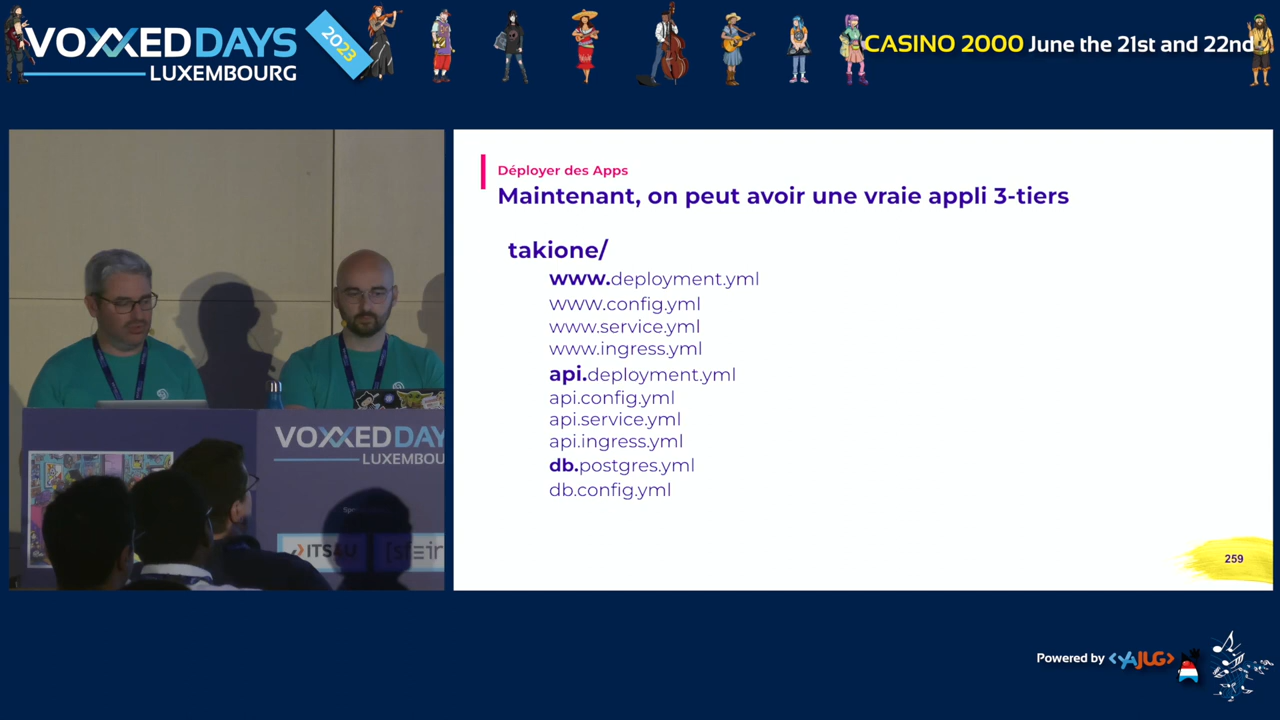 VOXXED DAYS
LUXEMBOURG
2023
CASINO 2000 June the 21st and 22nd
Déployer des Apps
Maintenant, on peut avoir une vraie appli 3-tiers
takione/
www.deployment.yml
www.config.yml
www.service.yml
www.ingress.yml
api.deployment.yml
api.config.yml
api.service.yml
api.ingress.yml
db.postgres.yml
db.config.yml
259
VOXXED DAY
LUXEMBOU
ITS4U
Powered by <YAJUG>